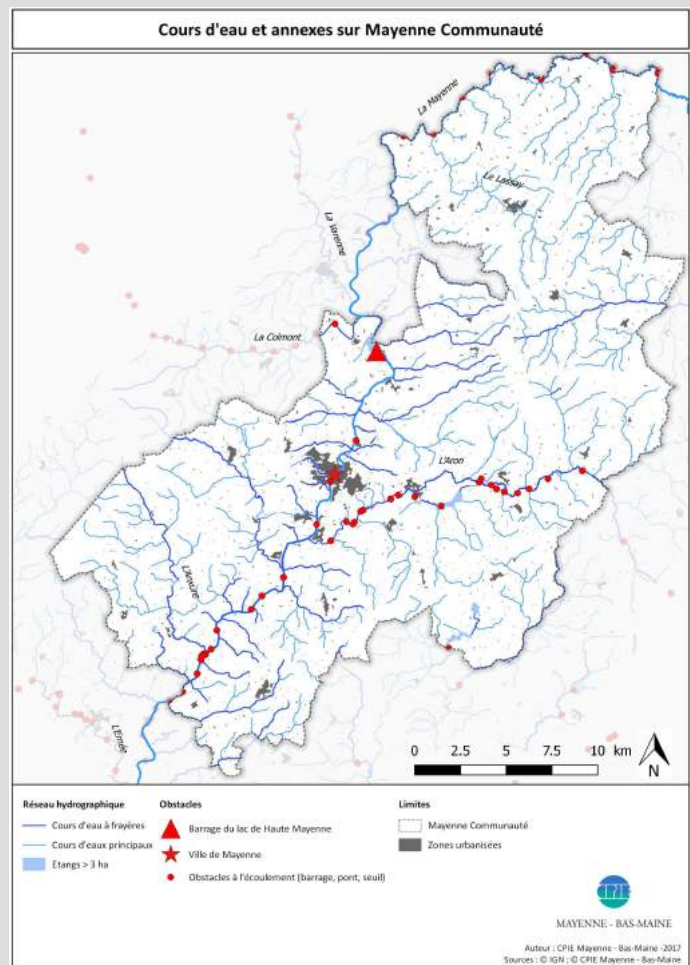 Cours d'eau et annexes sur Mayenne Communauté
La Mayenne
Le Lassay
La Varenne
La Colmont
L'Aron
L'Anvore
L'Ernée
0 2.5 5 7.5 10 km
N
Réseau hydrographique
Cours d'eau à frayères
Cours d'eaux principaux
Etangs > 3 ha
Obstacles
Barrage du lac de Haute Mayenne
Ville de Mayenne
Obstacles à l'écoulement (barrage, pont, seuil)
Limites
Mayenne Communauté
Zones urbanisées
CPIE
MAYENNE - BAS-MAINE
Auteur : CPIE Mayenne - Bas-Maine -2017
Sources : © IGN ; © CPIE Mayenne - Bas-Maine